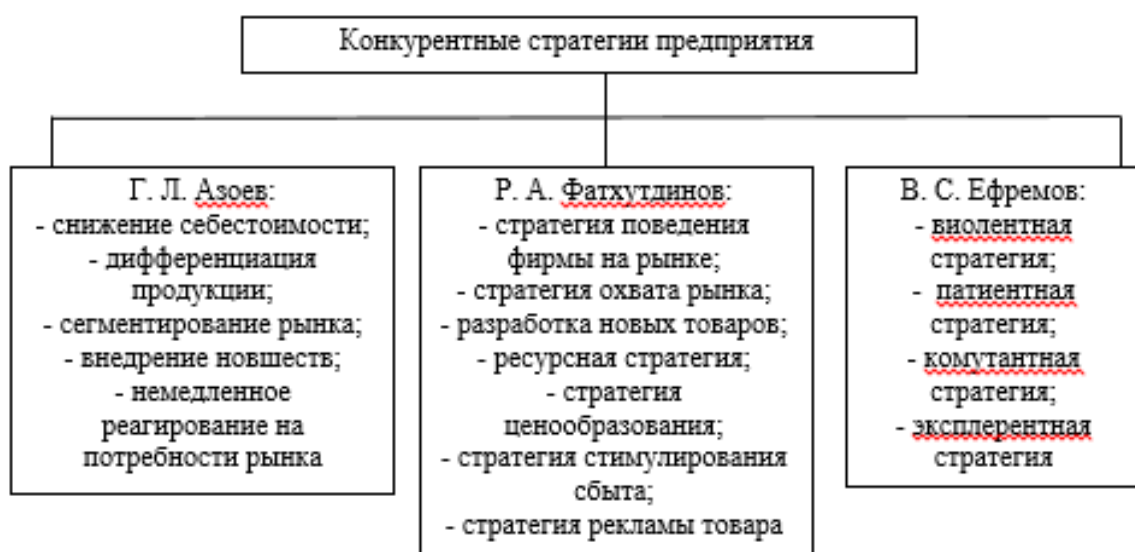 Конкурентные стратегии предприятия
Г. Л. Азоев:
- снижение себестоимости;
- дифференциация
продукции;
- сегментирование рынка;
- внедрение новшеств;
- немедленное
реагирование на
потребности рынка
Р. А. Фатхутдинов:
- стратегия поведения
фирмы на рынке;
- стратегия охвата рынка;
- разработка новых товаров;
- ресурсная стратегия;
- стратегия
ценообразования;
- стратегия стимулирования
сбыта;
- стратегия рекламы товара
В. С. Ефремов:
- виолентная
стратегия;
- патиентная
стратегия;
- комутантная
стратегия;
- эксплерентная
стратегия